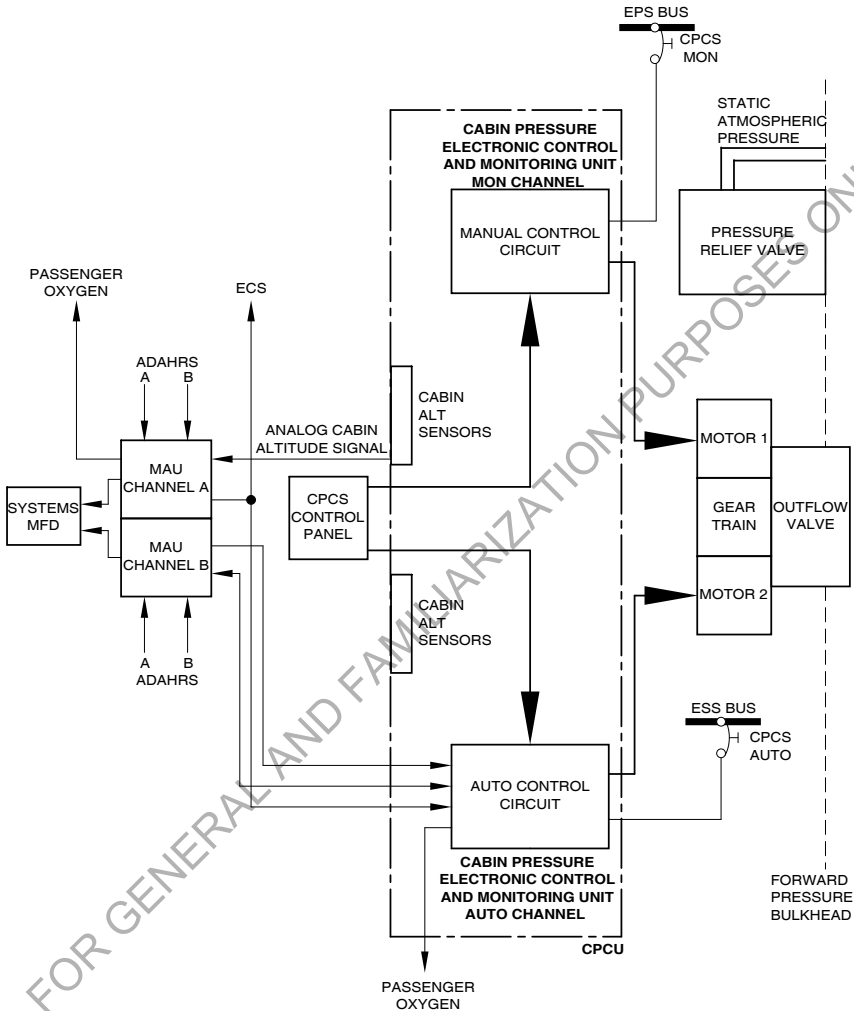 EPS BUS
CPCS
MON
STATIC
ATMOSPHERIC
PRESSURE
CABIN PRESSURE
ELECTRONIC CONTROL
AND MONITORING UNIT
MON CHANNEL
MANUAL CONTROL
CIRCUIT
PRESSURE
RELIEF VALVE
PASSENGER
OXYGEN
ECS
ADAHRS
A B
CABIN
ALT
SENSORS
ANALOG CABIN
ALTITUDE SIGNAL
MAU
CHANNEL A
MOTOR 1
SYSTEMS
MFD
CPCS
CONTROL
PANEL
GEAR
TRAIN
OUTFLOW
VALVE
MAU
CHANNEL B
MOTOR 2
CABIN
ALT
SENSORS
A B
ADAHRS
ESS BUS
CPCS
AUTO
AUTO CONTROL
CIRCUIT
CABIN PRESSURE
ELECTRONIC CONTROL
AND MONITORING UNIT
AUTO CHANNEL
FORWARD
PRESSURE
BULKHEAD
CPCU
PASSENGER
OXYGEN
FOR GENERAL AND FAMILIARIZATION PURPOSES